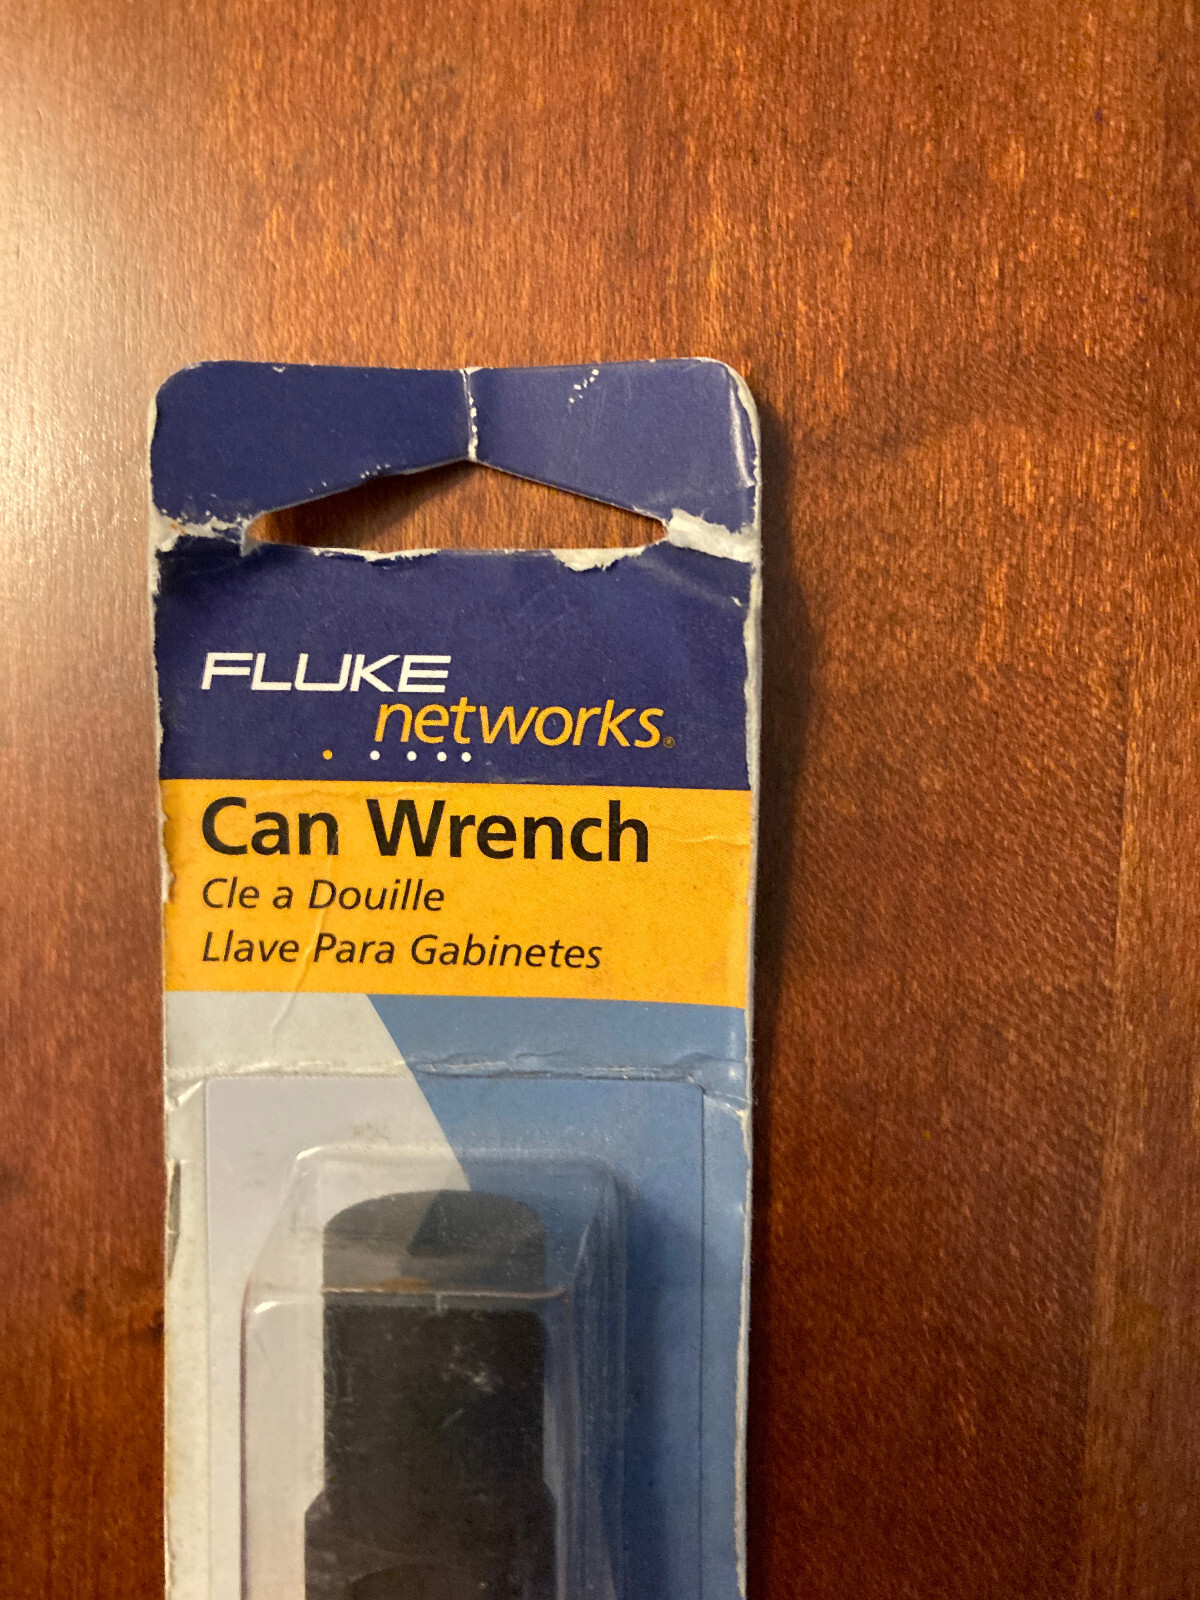 FLUKE
networks®
Can Wrench
Cle a Douille
Llave Para Gabinetes